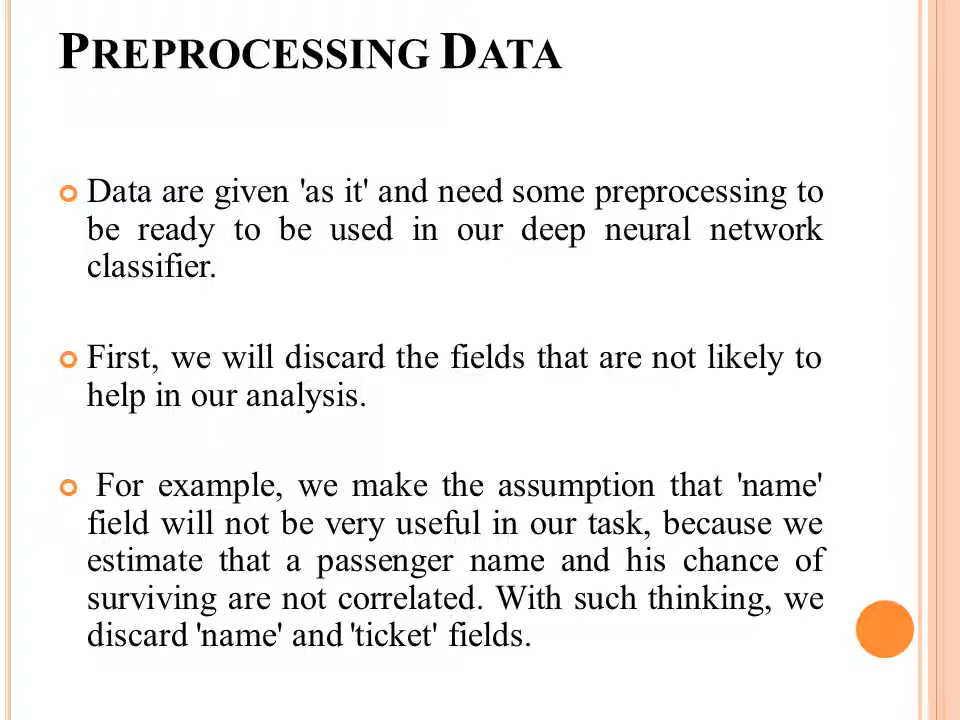 PREPROCESSING DATA
Data are given 'as it' and need some preprocessing to
be ready to be used in our deep neural network
classifier.
First, we will discard the fields that are not likely to
help in our analysis.
For example, we make the assumption that 'name'
field will not be very useful in our task, because we
estimate that a passenger name and his chance of
surviving are not correlated. With such thinking, we
discard 'name' and 'ticket' fields.